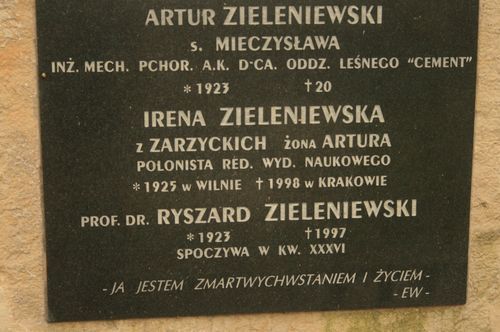 ARTUR ZIELENIEWSKI
S. MIECZYSŁAWA
INŻ. MECH. PCHOR. A.K. D-CA. ODDZ. LEŚNEGO "CEMENT"
* 1923 † 20
IRENA ZIELENIEWSKA
Z ZARZYCKICH ŻONA ARTURA
POLONISTA RED. WYD. NAUKOWEGO
* 1925 W WILNIE † 1998 W KRAKOWIE
PROF. DR. RYSZARD ZIELENIEWSKI
* 1923 † 1997
SPOCZYWA W KW. XXXVI
- JA JESTEM ZMARTWYCHWSTANIEM I ŻYCIEM -
- EW -